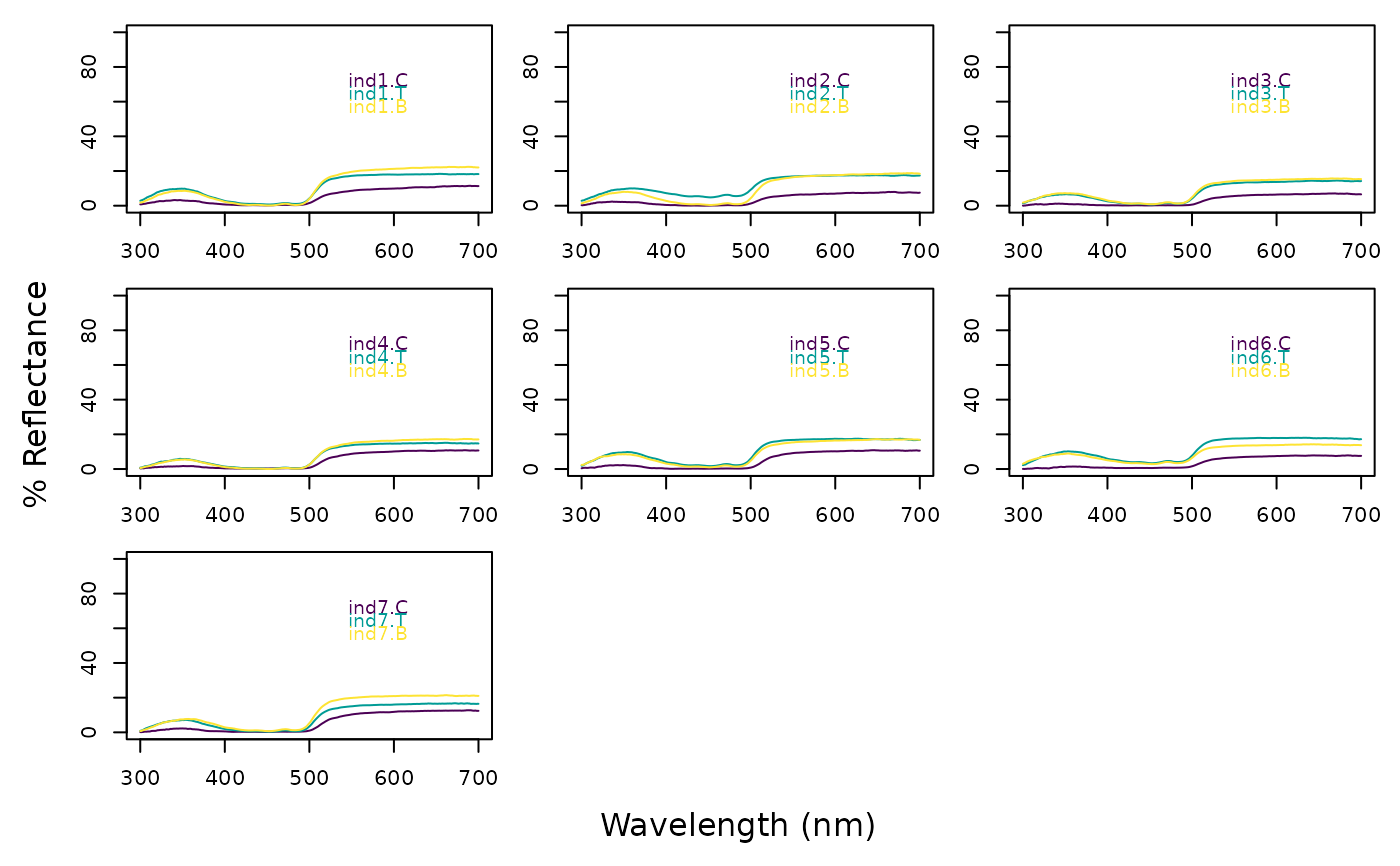 80
40
0
ind1.C
ind1.T
ind1.B
300 400 500 600 700
80
40
0
ind2.C
ind2.T
ind2.B
300 400 500 600 700
80
40
0
ind3.C
ind3.T
ind3.B
300 400 500 600 700
% Reflectance
80
40
0
ind4.C
ind4.T
ind4.B
300 400 500 600 700
80
40
0
ind5.C
ind5.T
ind5.B
300 400 500 600 700
80
40
0
ind6.C
ind6.T
ind6.B
300 400 500 600 700
80
40
0
ind7.C
ind7.T
ind7.B
300 400 500 600 700
Wavelength (nm)